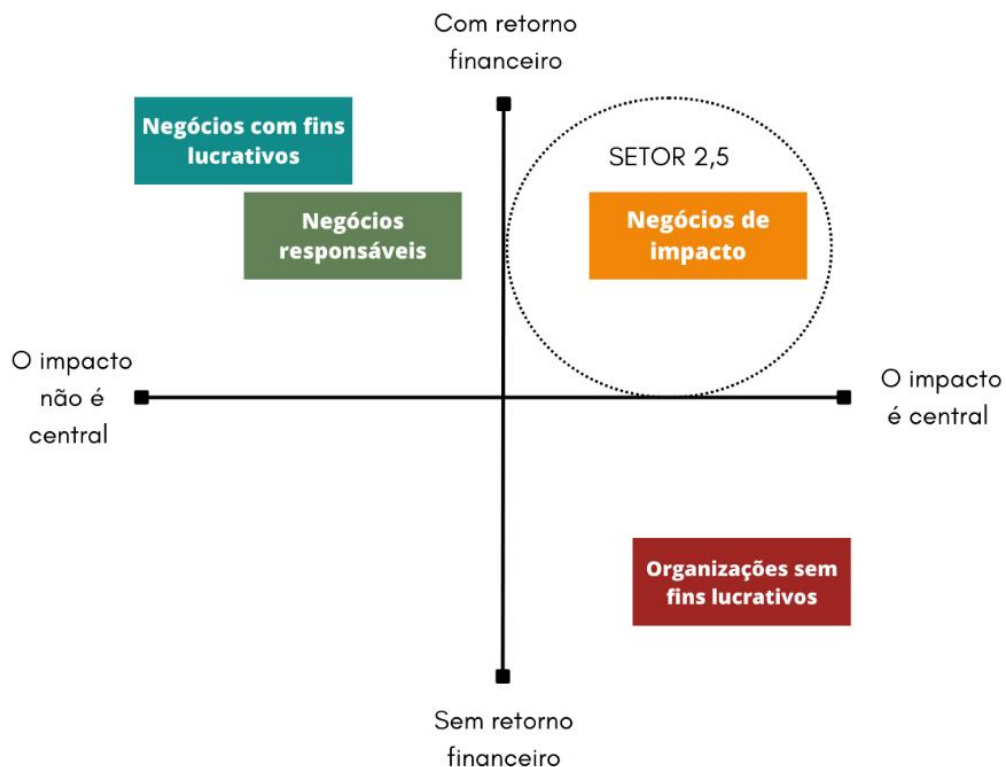 Com retorno
financeiro
Negócios com fins
lucrativos
SETOR 2,5
Negócios
responsáveis
Negócios de
impacto
O impacto
não é
central
O impacto
é central
Organizações sem
fins lucrativos
Sem retorno
financeiro